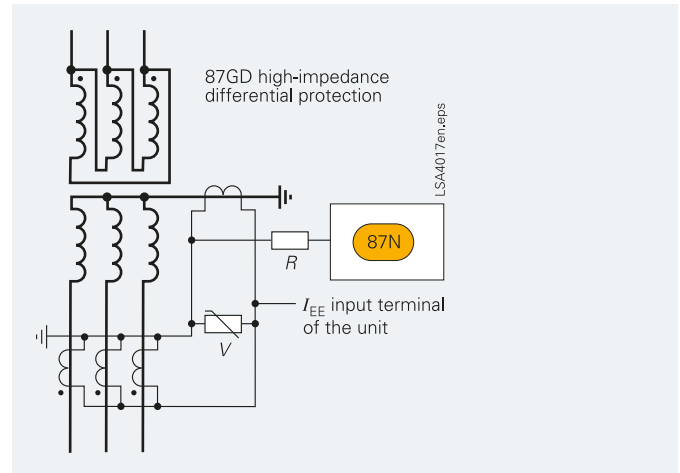 87GD high-impedance
differential protection
LSA4017en.eps
87N
R
I_EE input terminal
of the unit
V